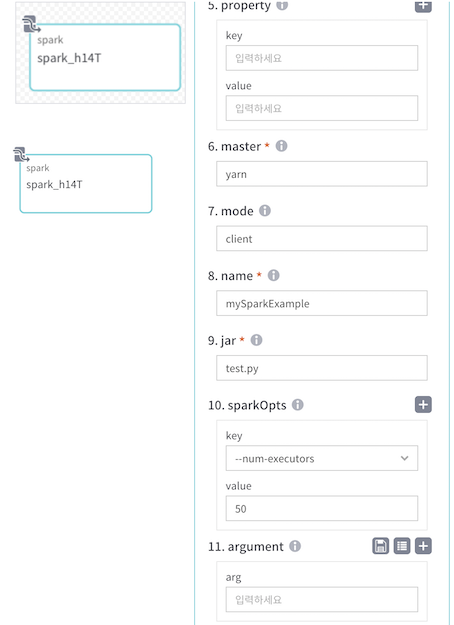 spark
spark_h14T
spark
spark_h14T
5. property
key
입력하세요
value
입력하세요
6. master *
yarn
7. mode
client
8. name *
mySparkExample
9. jar *
test.py
10. sparkOpts
key
--num-executors
value
50
11. argument
arg
입력하세요